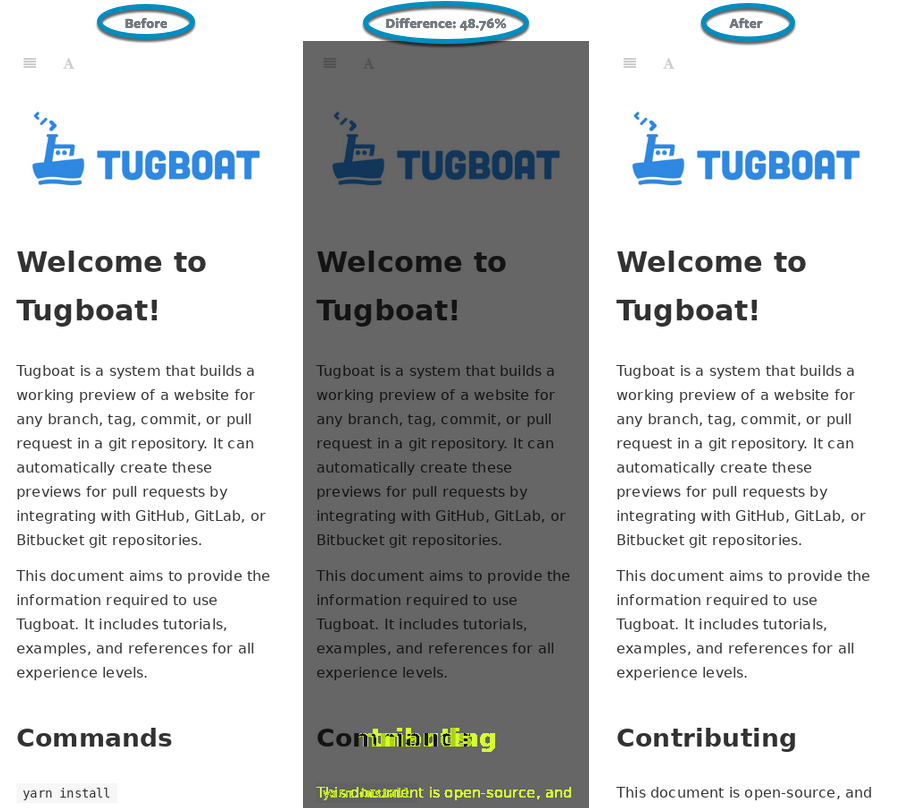 Before
A
TUGBOAT
Welcome to
Tugboat!
Tugboat is a system that builds a
working preview of a website for
any branch, tag, commit, or pull
request in a git repository. It can
automatically create these
previews for pull requests by
integrating with GitHub, GitLab, or
Bitbucket git repositories.
This document aims to provide the
information required to use
Tugboat. It includes tutorials,
examples, and references for all
experience levels.
Commands
yarn install
Difference: 48.76%
A
TUGBOAT
Welcome to
Tugboat!
Tugboat is a system that builds a
working preview of a website for
any branch, tag, commit, or pull
request in a git repository. It can
automatically create these
previews for pull requests by
integrating with GitHub, GitLab, or
Bitbucket git repositories.
This document aims to provide the
information required to use
Tugboat. It includes tutorials,
examples, and references for all
experience levels.
is open-source, and
After
A
TUGBOAT
Welcome to
Tugboat!
Tugboat is a system that builds a
working preview of a website for
any branch, tag, commit, or pull
request in a git repository. It can
automatically create these
previews for pull requests by
integrating with GitHub, GitLab, or
Bitbucket git repositories.
This document aims to provide the
information required to use
Tugboat. It includes tutorials,
examples, and references for all
experience levels.
Contributing
This document is open-source, and